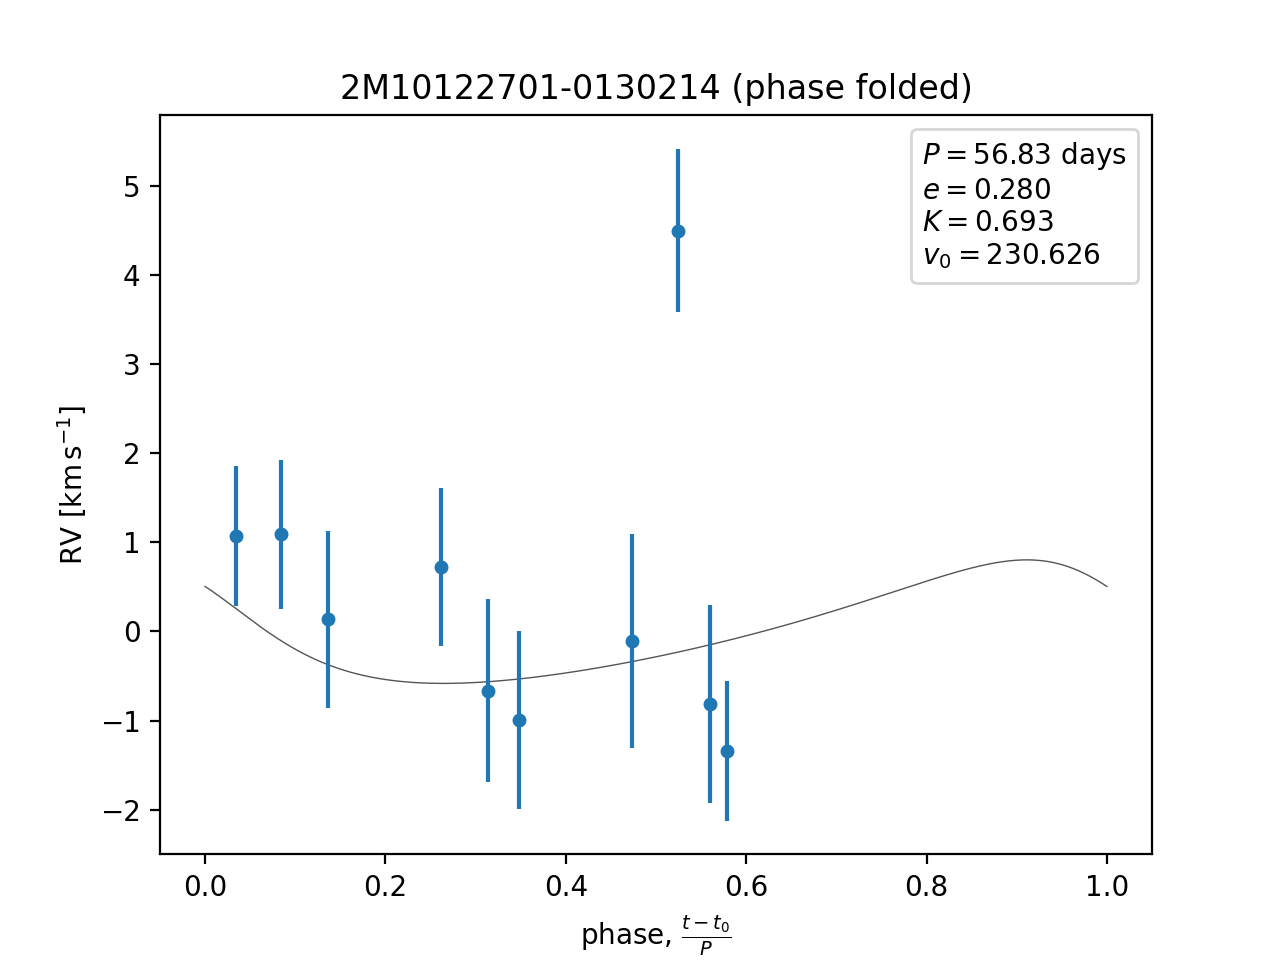 2M10122701-0130214 (phase folded)
P = 56.83 days
e = 0.280
K = 0.693
v₀ = 230.626
RV [km s⁻¹]
5
4
3
2
1
0
−1
−2
0.0 0.2 0.4 0.6 0.8 1.0
phase, (t − t₀)/P